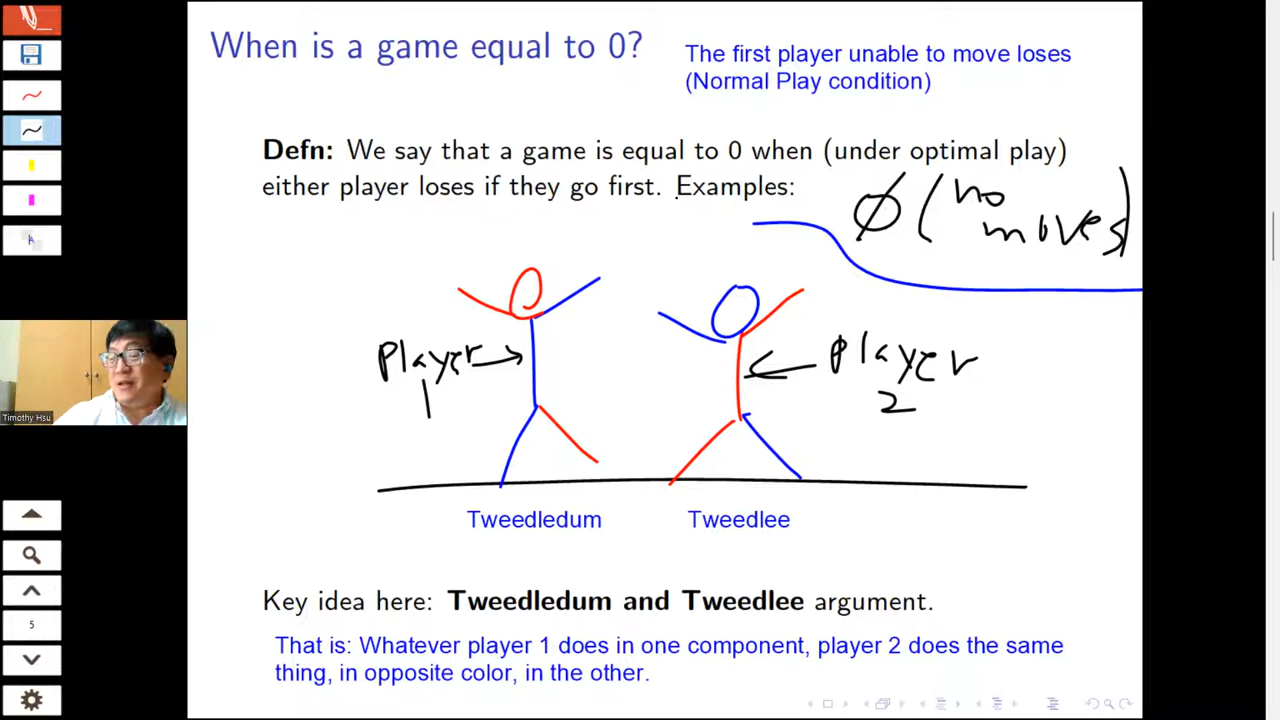 When is a game equal to 0?
The first player unable to move loses
(Normal Play condition)
Defn: We say that a game is equal to 0 when (under optimal play)
either player loses if they go first. Examples:
∅ (no
moves)
Player
1
Player
2
Timothy Hsu
Tweedledum
Tweedlee
Key idea here: Tweedledum and Tweedlee argument.
That is: Whatever player 1 does in one component, player 2 does the same
thing, in opposite color, in the other.
5